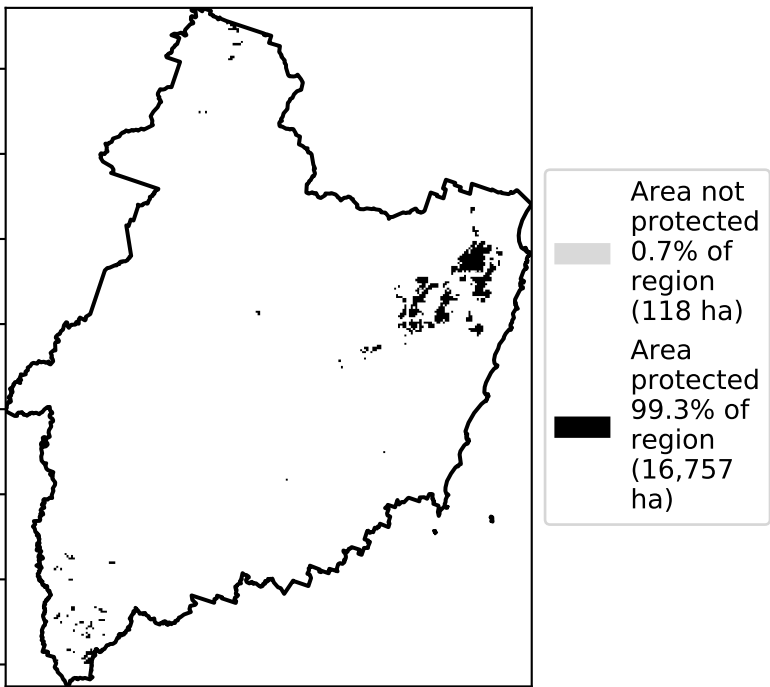 Area not
protected
0.7% of
region
(118 ha)
Area
protected
99.3% of
region
(16,757
ha)